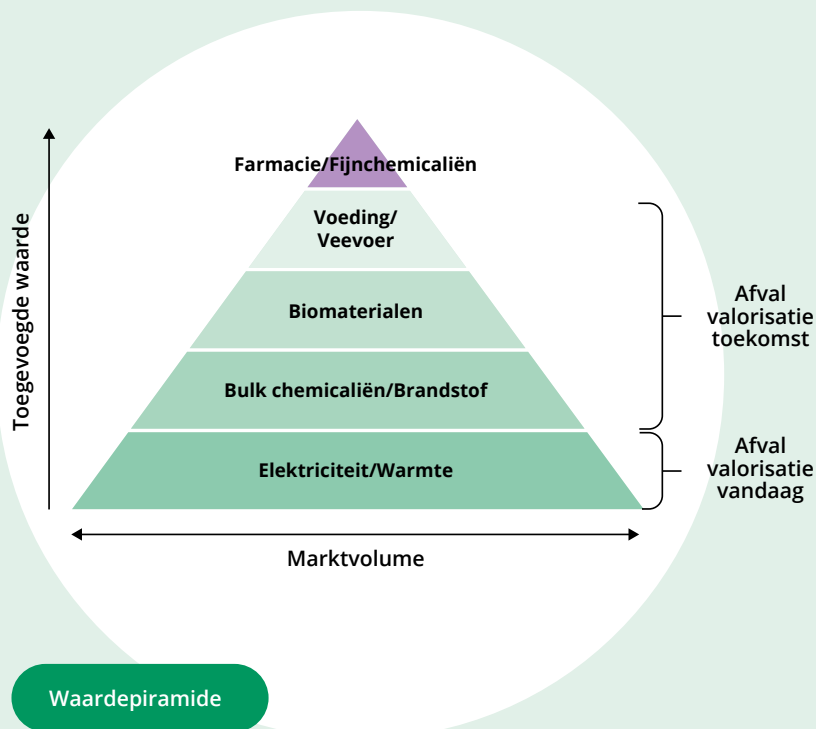 Farmacie/Fijnchemicaliën
Voeding/
Veevoer
Biomaterialen
Bulk chemicaliën/Brandstof
Elektriciteit/Warmte
Toegevoegde waarde
Marktvolume
Afval
valorisatie
toekomst
Afval
valorisatie
vandaag
Waardepiramide